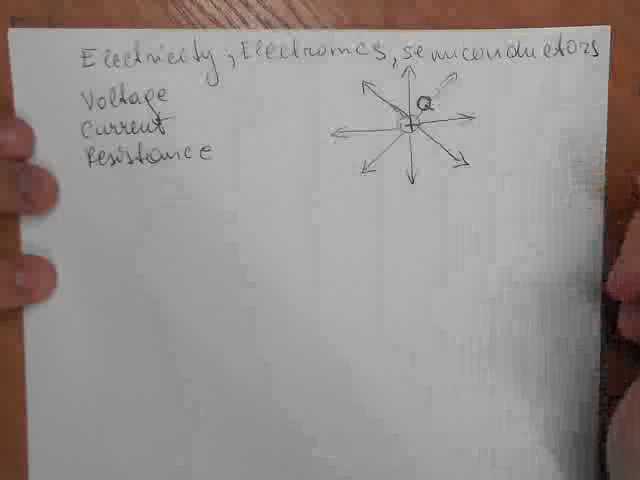 Electricity, Electronics, semiconductors
Voltage
Current
Resistance
Q
+